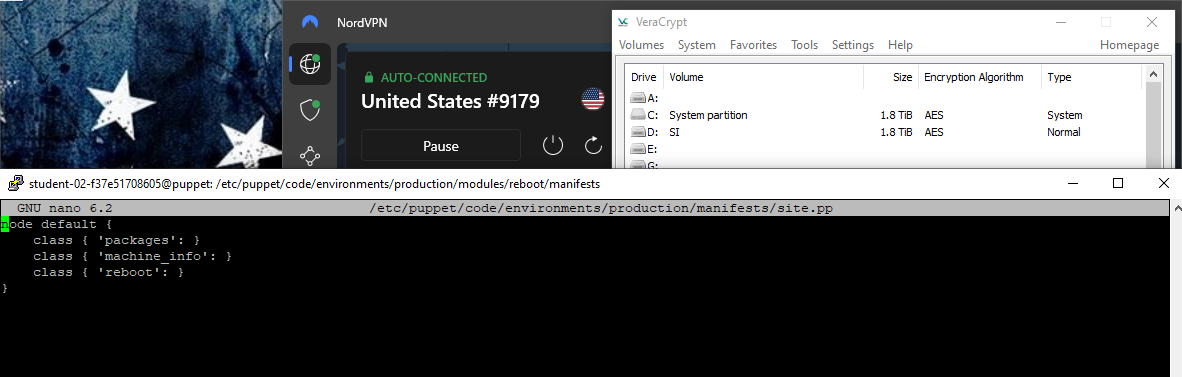 NordVPN
AUTO-CONNECTED
United States #9179
Pause
VeraCrypt
Volumes System Favorites Tools Settings Help Homepage
Drive Volume Size Encryption Algorithm Type
A:
C: System partition 1.8 TiB AES System
D: SI 1.8 TiB AES Normal
E:
G:
student-02-f37e51708605@puppet: /etc/puppet/code/environments/production/modules/reboot/manifests
GNU nano 6.2 /etc/puppet/code/environments/production/manifests/site.pp
node default {
    class { 'packages': }
    class { 'machine_info': }
    class { 'reboot': }
}